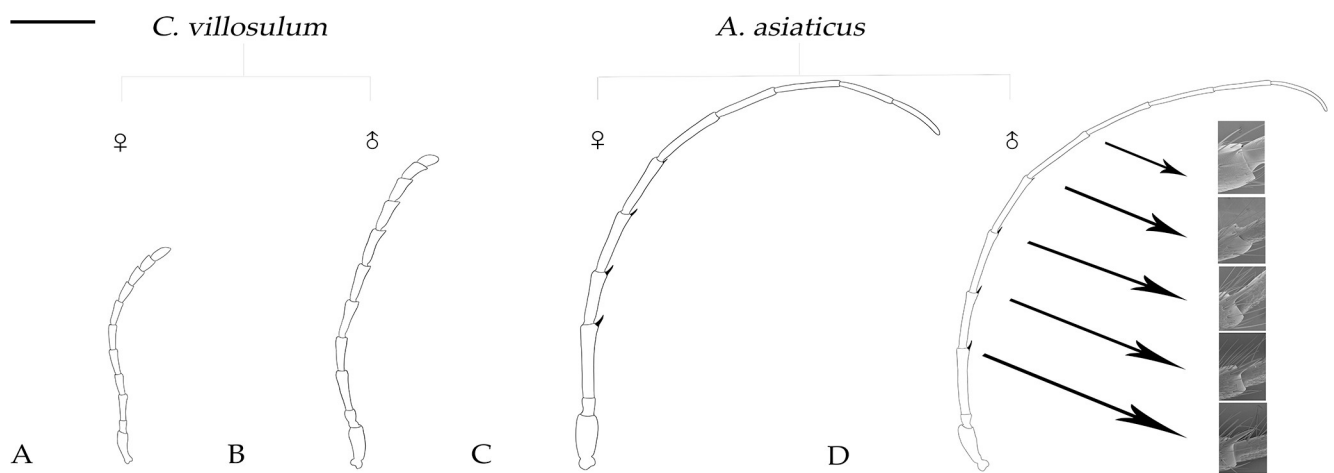 C. villosulum
A. asiaticus
♀
♂
♀
♂
A
B
C
D